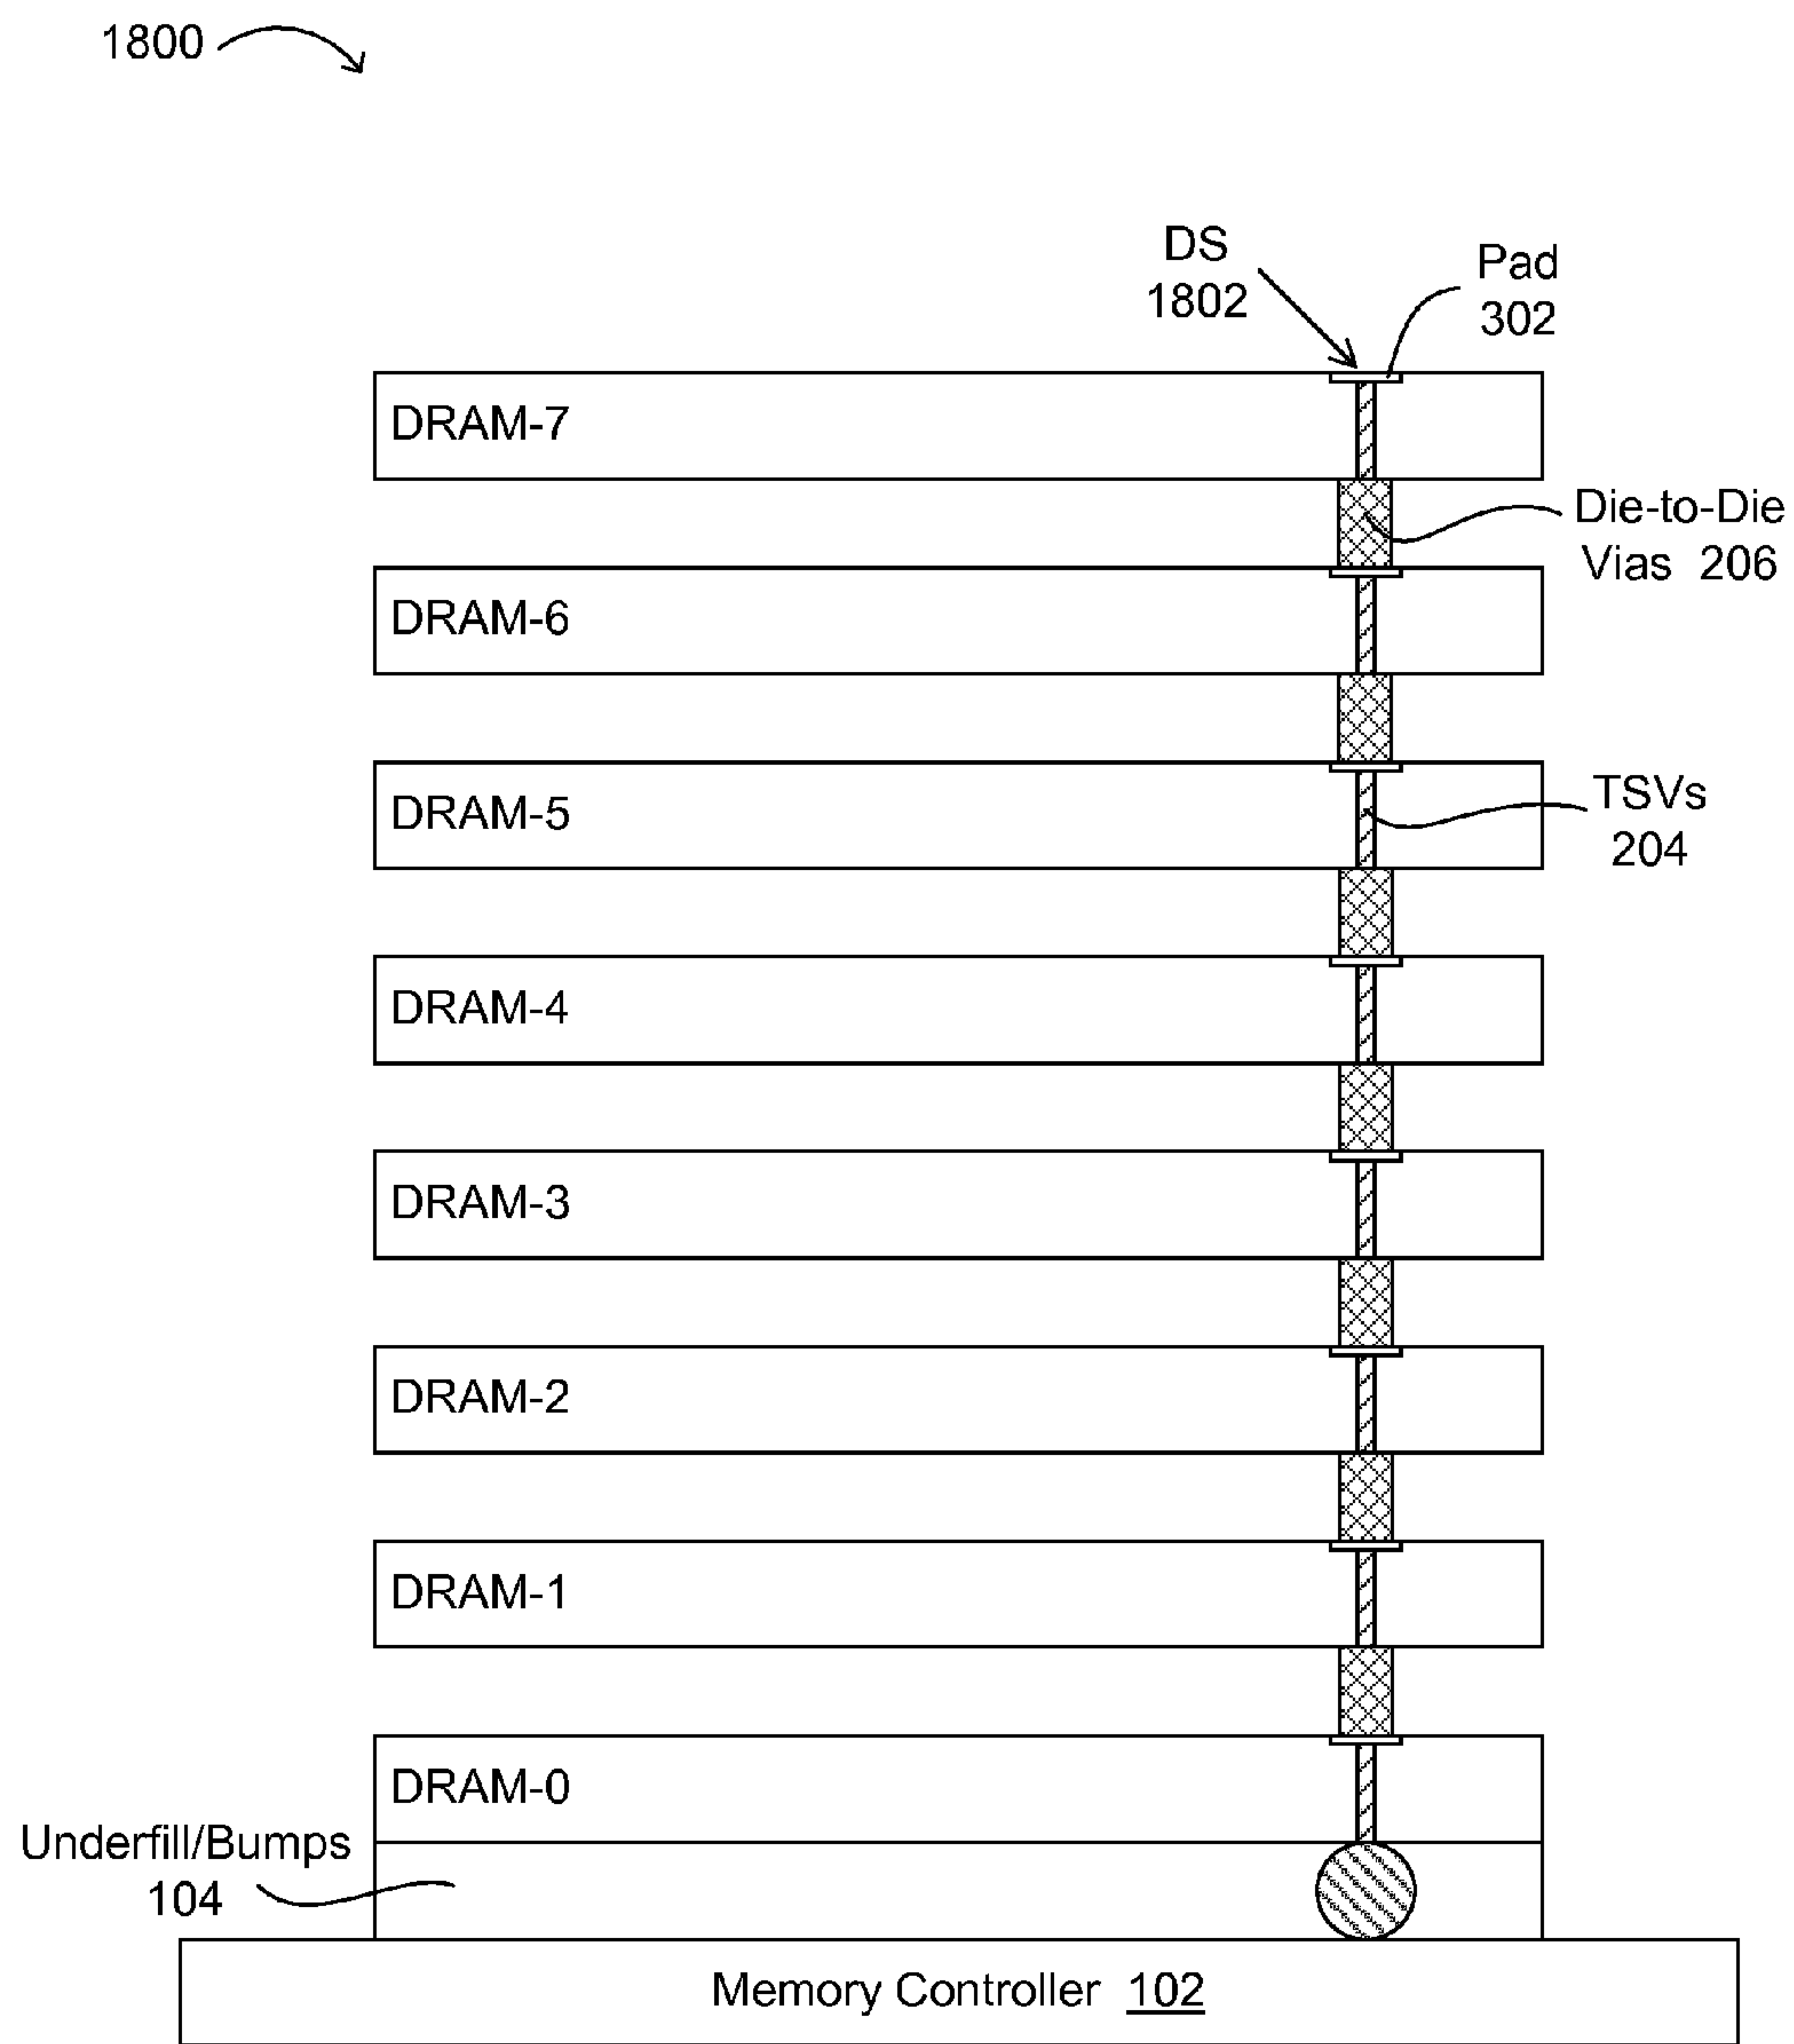 1800
DS
1802
Pad
302
DRAM-7
Die-to-Die
Vias 206
DRAM-6
DRAM-5
TSVs
204
DRAM-4
DRAM-3
DRAM-2
DRAM-1
DRAM-0
Underfill/Bumps
104
Memory Controller 102